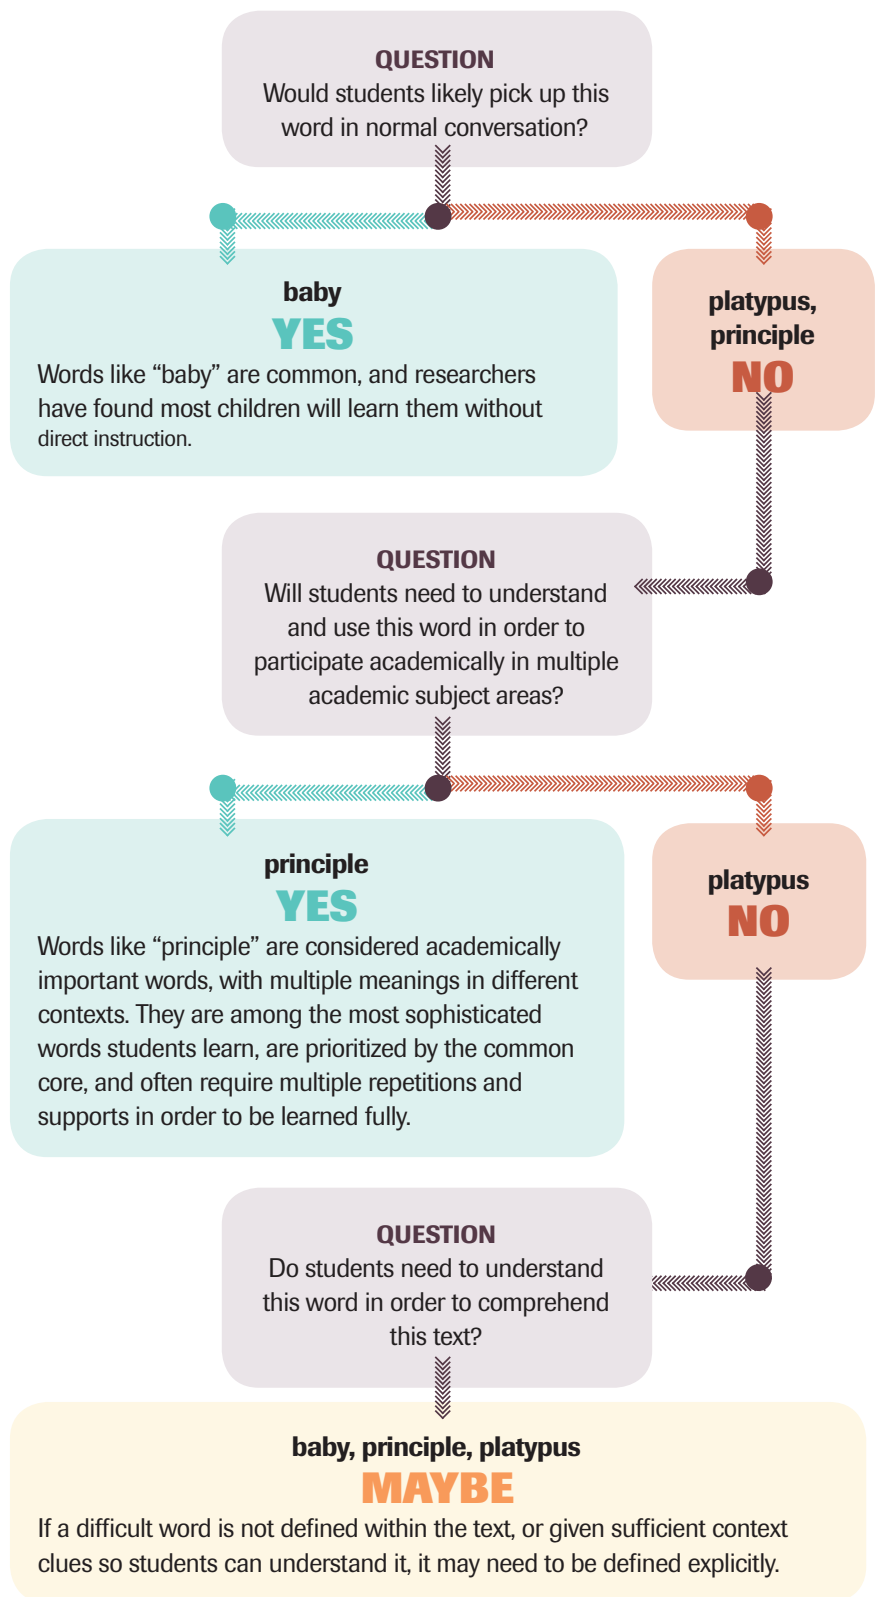 QUESTION
Would students likely pick up this
word in normal conversation?
baby
YES
Words like “baby” are common, and researchers
have found most children will learn them without
direct instruction.
platypus,
principle
NO
QUESTION
Will students need to understand
and use this word in order to
participate academically in multiple
academic subject areas?
principle
YES
Words like “principle” are considered academically
important words, with multiple meanings in different
contexts. They are among the most sophisticated
words students learn, are prioritized by the common
core, and often require multiple repetitions and
supports in order to be learned fully.
platypus
NO
QUESTION
Do students need to understand
this word in order to comprehend
this text?
baby, principle, platypus
MAYBE
If a difficult word is not defined within the text, or given sufficient context
clues so students can understand it, it may need to be defined explicitly.